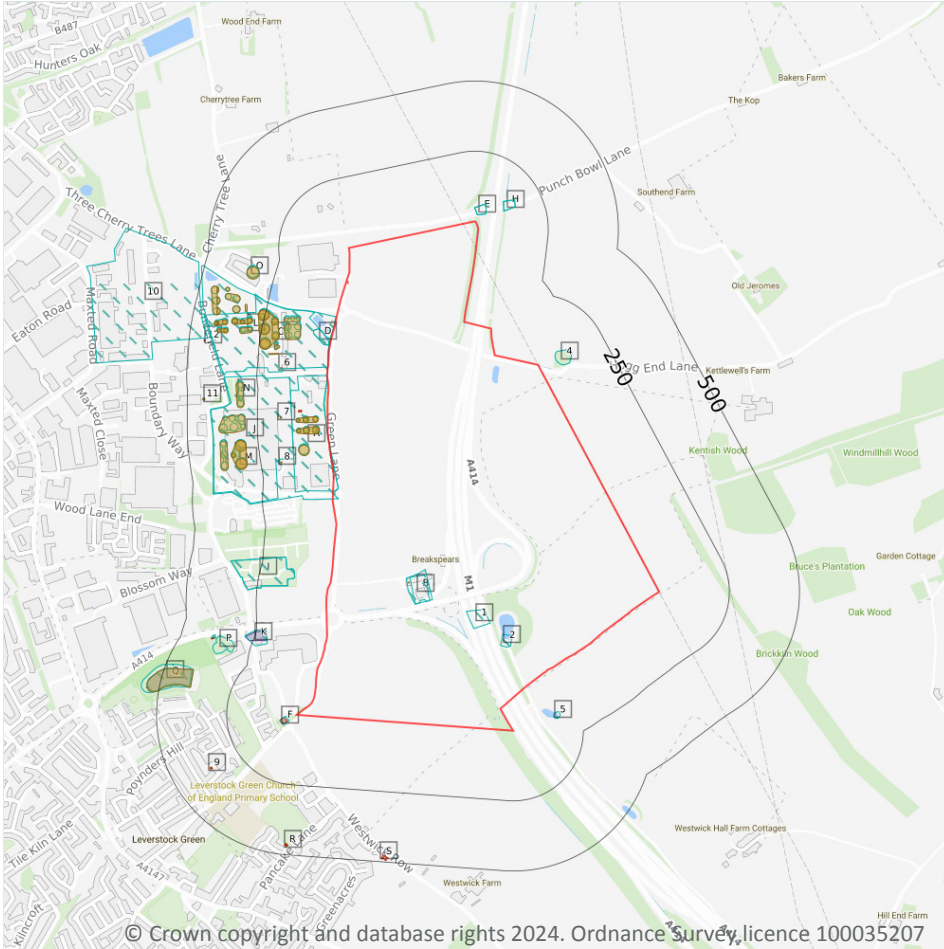 Wood End Farm
B487
Hunters Oak
Bakers Farm
Cherrytree Farm
The Kop
Punch Bowl Lane
Cherry Tree Lane
Three Cherry Trees Lane
Southend Farm
E
H
O
10
Old Jeromes
Eaton Road
Maxted Road
L
D
2
6
4
Kettlewell's Farm
250
500
11
N
7
Boundary Way
Maxted Close
J
8
M
Green Lane
A414
Kentish Wood
Windmillhill Wood
Wood Lane End
Breakspears
Garden Cottage
Bruce's Plantation
Blossom Way
B
M1
1
2
Oak Wood
K
P
A414
Brickkiln Wood
5
F
Poynders Hill
9
Leverstock Green Church
of England Primary School
Leverstock Green
R
S
Westwick Row
Pancake Lane
Westwick Hall Farm Cottages
Tile Kiln Lane
A4147
Greenacres
Westwick Farm
Kilncroft
Hill End Farm
© Crown copyright and database rights 2024. Ordnance Survey licence 100035207